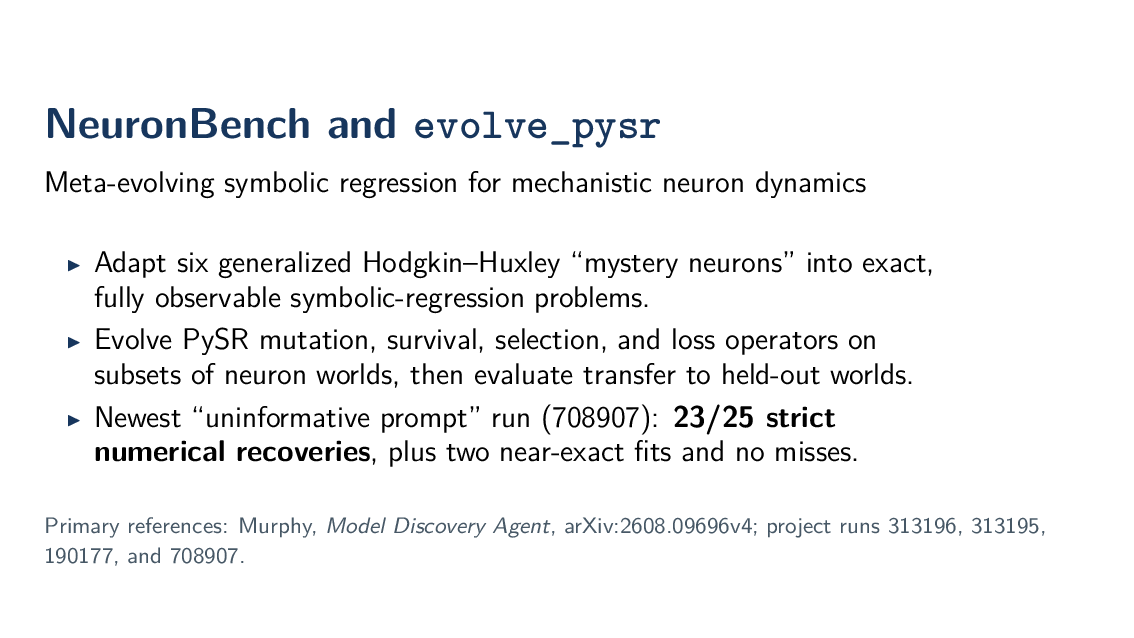 NeuronBench and evolve_pysr
Meta-evolving symbolic regression for mechanistic neuron dynamics
▶ Adapt six generalized Hodgkin–Huxley “mystery neurons” into exact,
fully observable symbolic-regression problems.
▶ Evolve PySR mutation, survival, selection, and loss operators on
subsets of neuron worlds, then evaluate transfer to held-out worlds.
▶ Newest “uninformative prompt” run (708907): 23/25 strict
numerical recoveries, plus two near-exact fits and no misses.
Primary references: Murphy, Model Discovery Agent, arXiv:2608.09696v4; project runs 313196, 313195,
190177, and 708907.